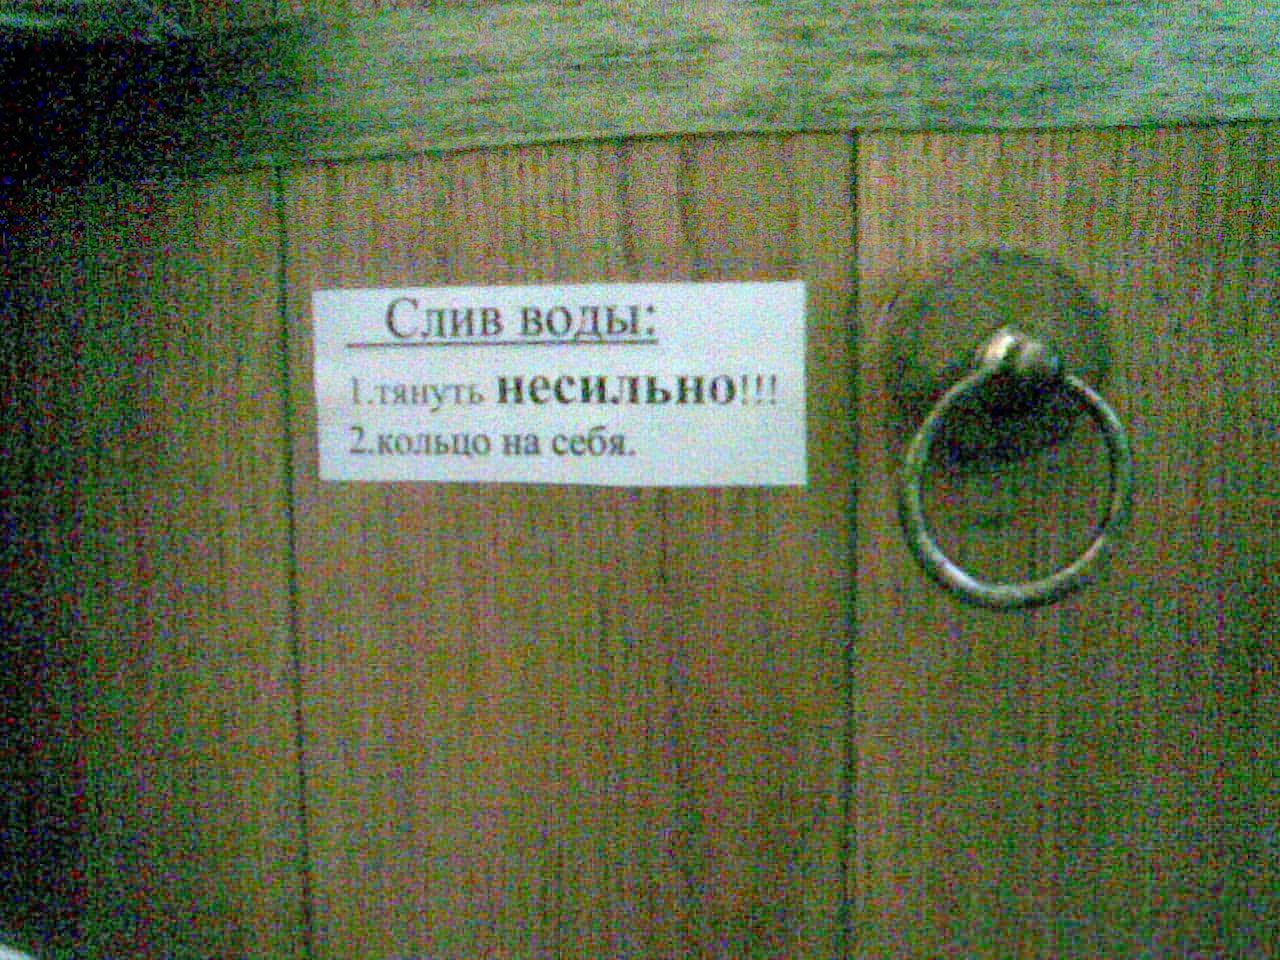 Слив воды:
1.тянуть несильно!!!
2.кольцо на себя.